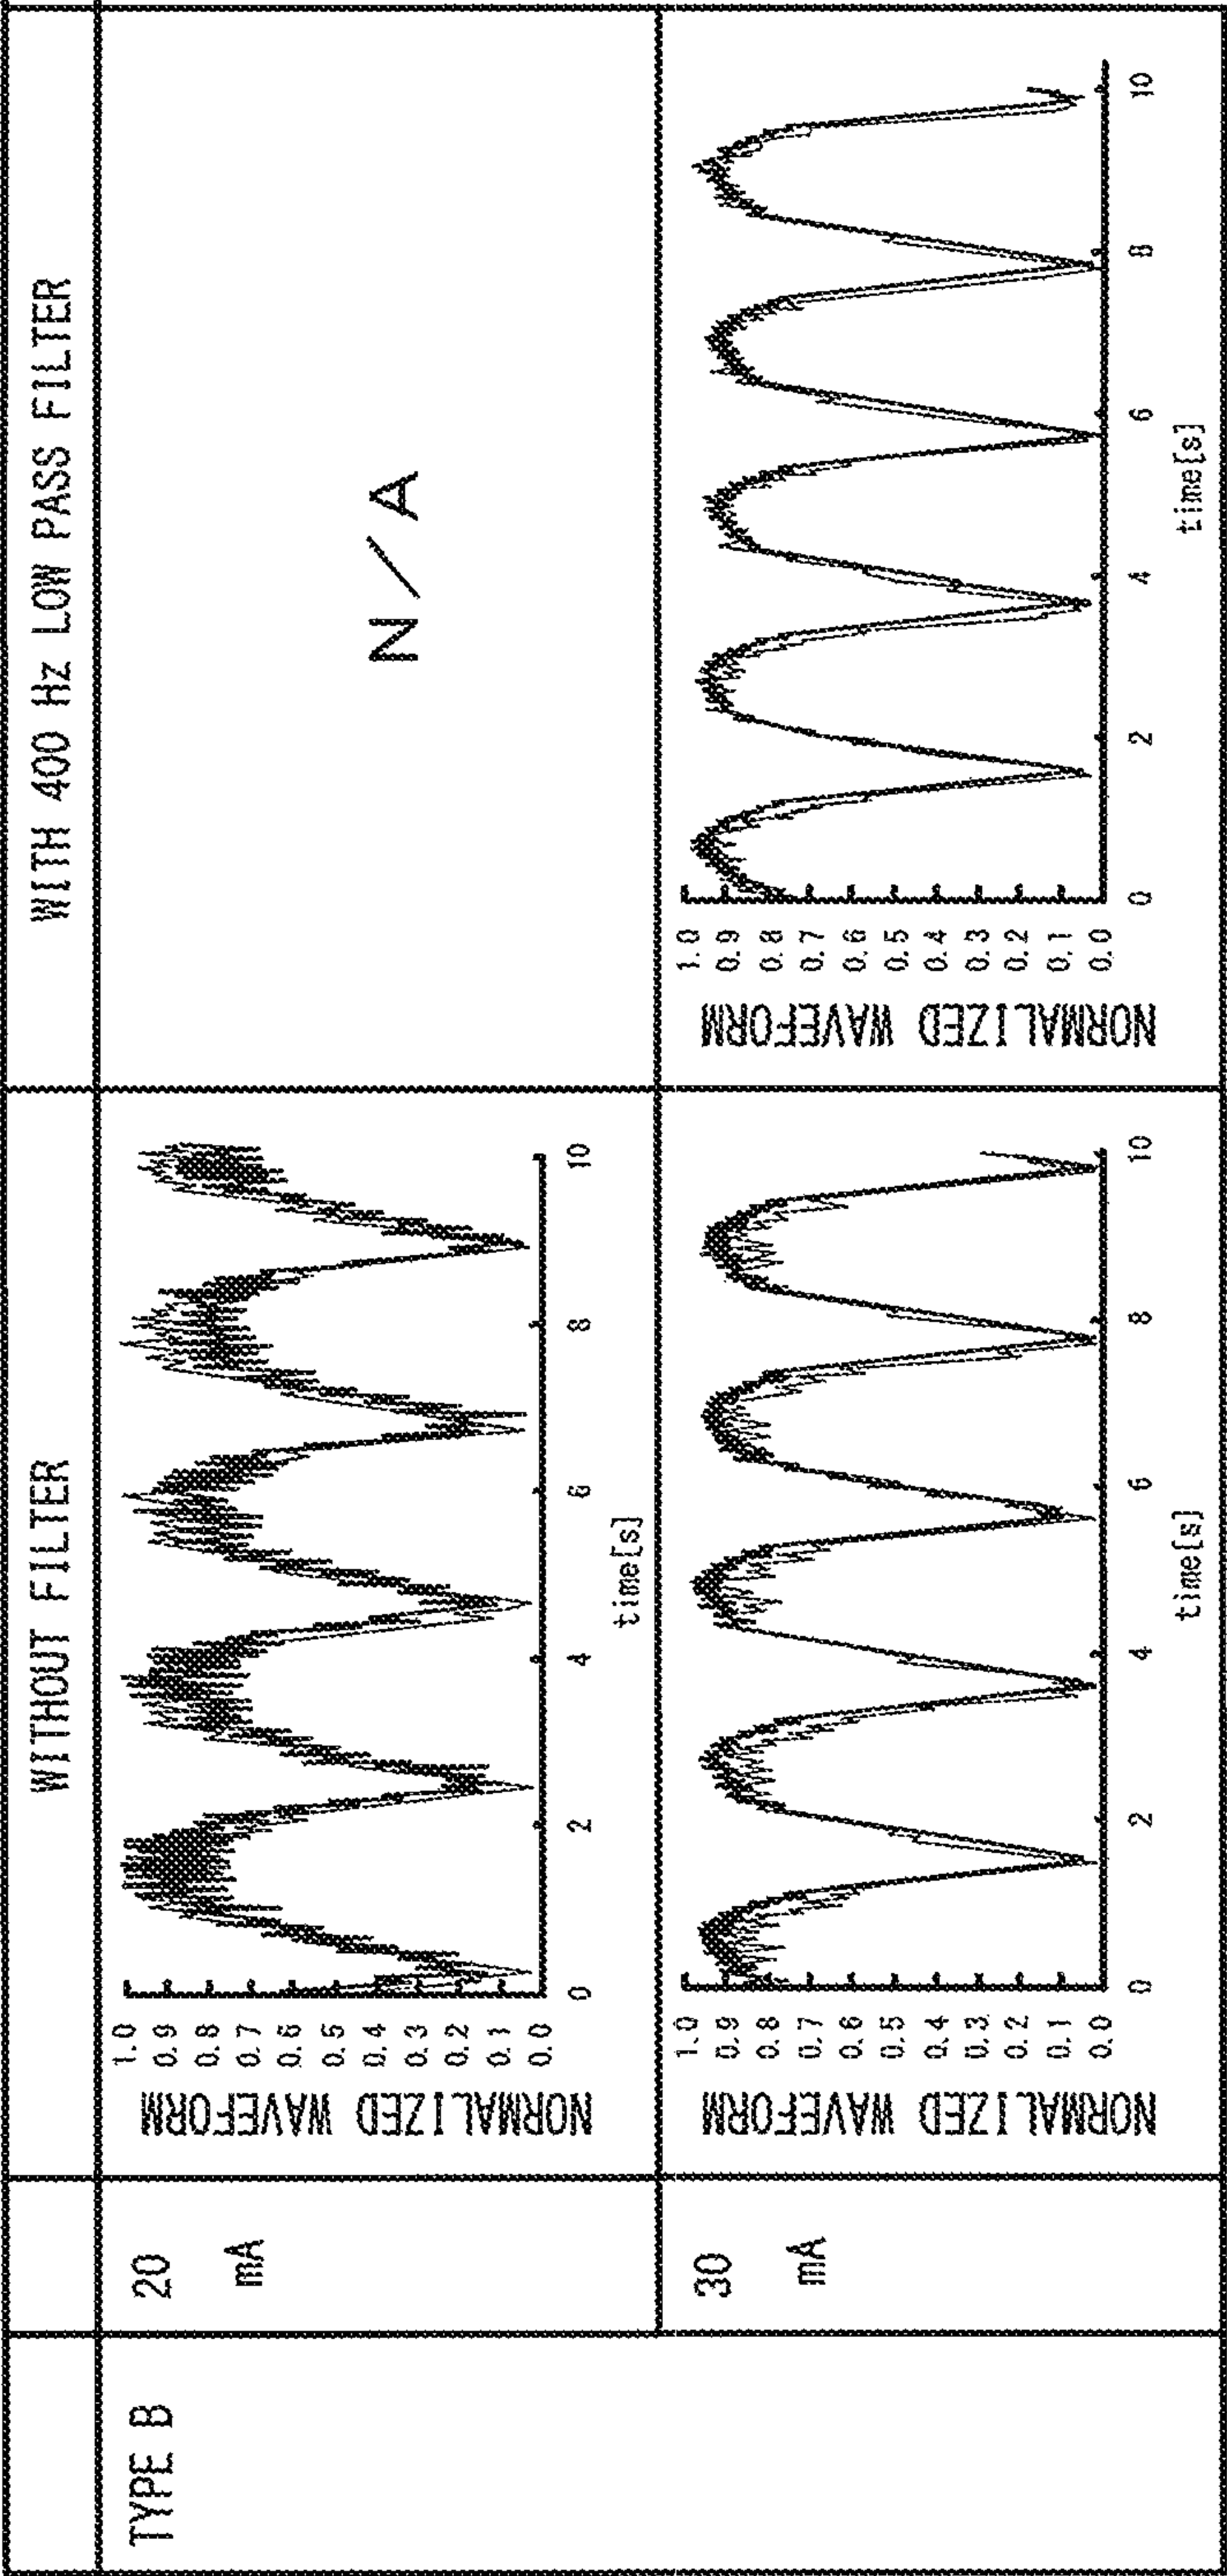 WITHOUT FILTER
WITH 400 Hz LOW PASS FILTER
TYPE B
20
mA
NORMALIZED WAVEFORM
1.0
0.9
0.8
0.7
0.6
0.5
0.4
0.3
0.2
0.1
0.0
0 2 4 6 8 10
time[s]
N/A
30
mA
NORMALIZED WAVEFORM
1.0
0.9
0.8
0.7
0.6
0.5
0.4
0.3
0.2
0.1
0.0
0 2 4 6 8 10
time[s]
NORMALIZED WAVEFORM
1.0
0.9
0.8
0.7
0.6
0.5
0.4
0.3
0.2
0.1
0.0
0 2 4 6 8 10
time[s]